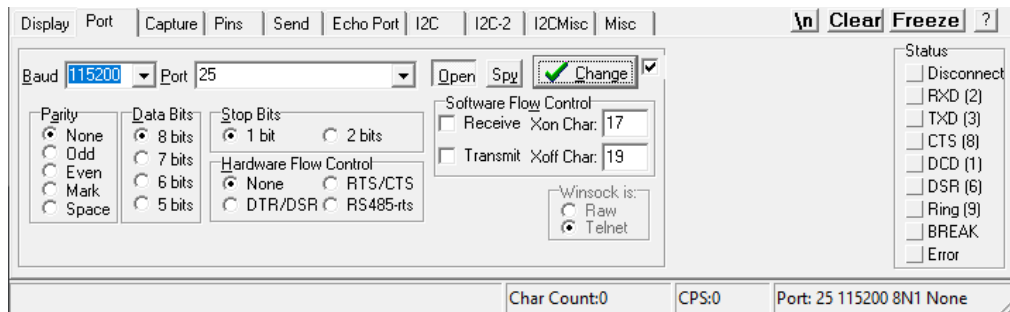 Display Port Capture Pins Send Echo Port I2C I2C-2 I2CMisc Misc \n Clear Freeze ?
Baud 115200 Port 25 Open Spy Change
Status
Disconnect
RXD (2)
TXD (3)
CTS (8)
DCD (1)
DSR (6)
Ring (9)
BREAK
Error
Parity
None
Odd
Even
Mark
Space
Data Bits
8 bits
7 bits
6 bits
5 bits
Stop Bits
1 bit 2 bits
Hardware Flow Control
None RTS/CTS
DTR/DSR RS485-rts
Software Flow Control
Receive Xon Char: 17
Transmit Xoff Char: 19
Winsock is:
Raw
Telnet
Char Count:0 CPS:0 Port: 25 115200 8N1 None